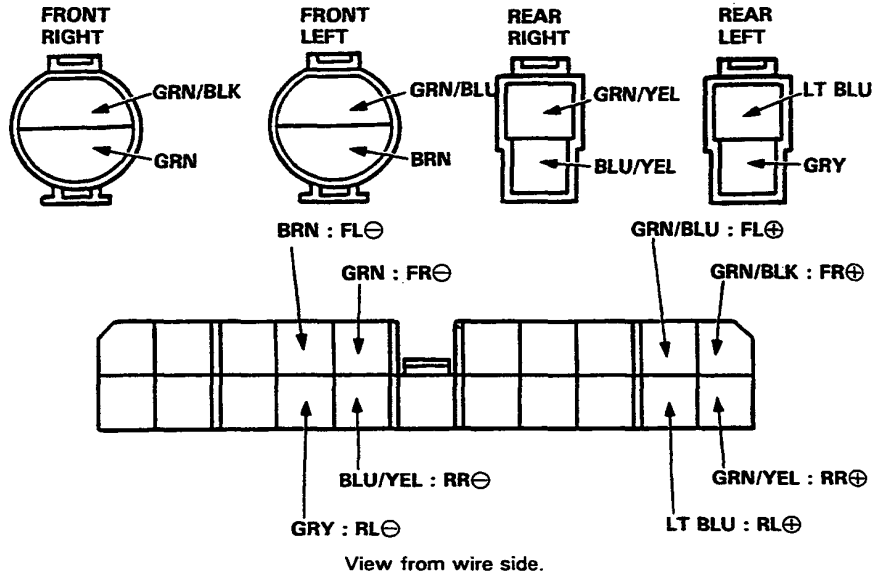 FRONT
RIGHT
FRONT
LEFT
REAR
RIGHT
REAR
LEFT
GRN/BLK
GRN
GRN/BLU
BRN
GRN/YEL
BLU/YEL
LT BLU
GRY
BRN : FL⊖
GRN : FR⊖
GRN/BLU : FL⊕
GRN/BLK : FR⊕
BLU/YEL : RR⊖
GRY : RL⊖
GRN/YEL : RR⊕
LT BLU : RL⊕
View from wire side.